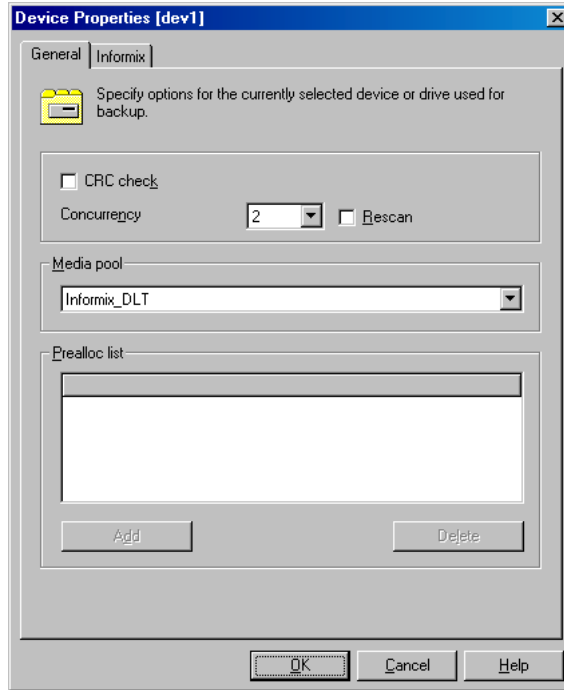 Device Properties [dev1]
General Informix
Specify options for the currently selected device or drive used for
backup.
CRC check
Concurrency 2 Rescan
Media pool
Informix_DLT
Prealloc list
Add Delete
OK Cancel Help